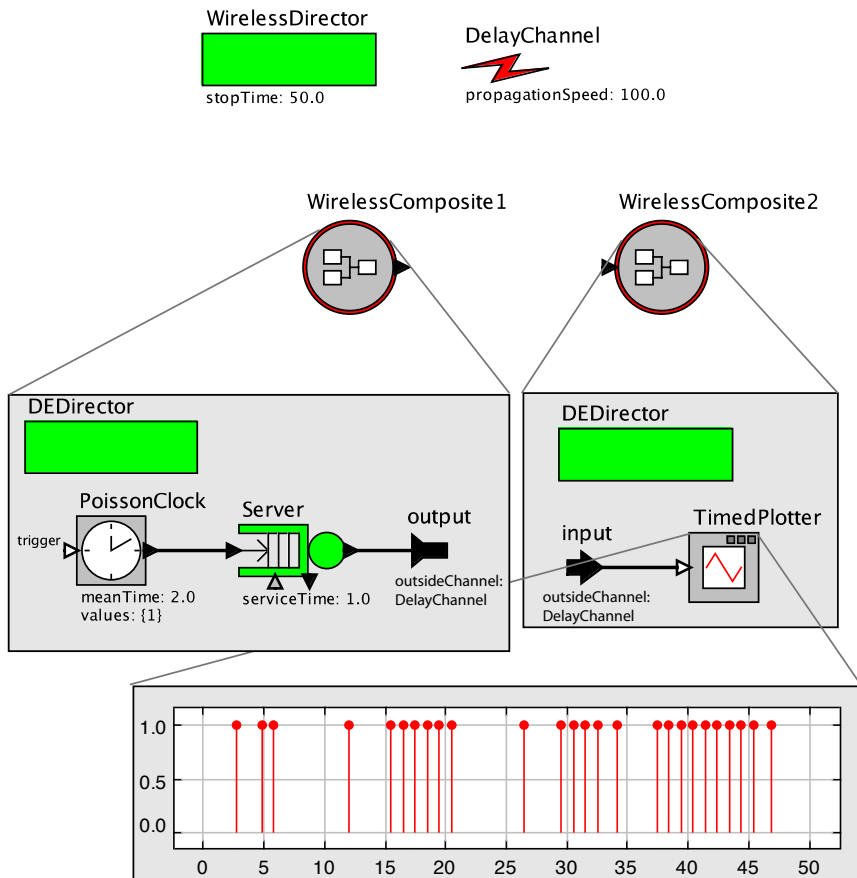 WirelessDirector
stopTime: 50.0
DelayChannel
propagationSpeed: 100.0
WirelessComposite1
WirelessComposite2
DEDirector
PoissonClock
trigger
meanTime: 2.0
values: {1}
Server
serviceTime: 1.0
output
outsideChannel:
DelayChannel
DEDirector
input
outsideChannel:
DelayChannel
TimedPlotter
1.0
0.5
0.0
0 5 10 15 20 25 30 35 40 45 50